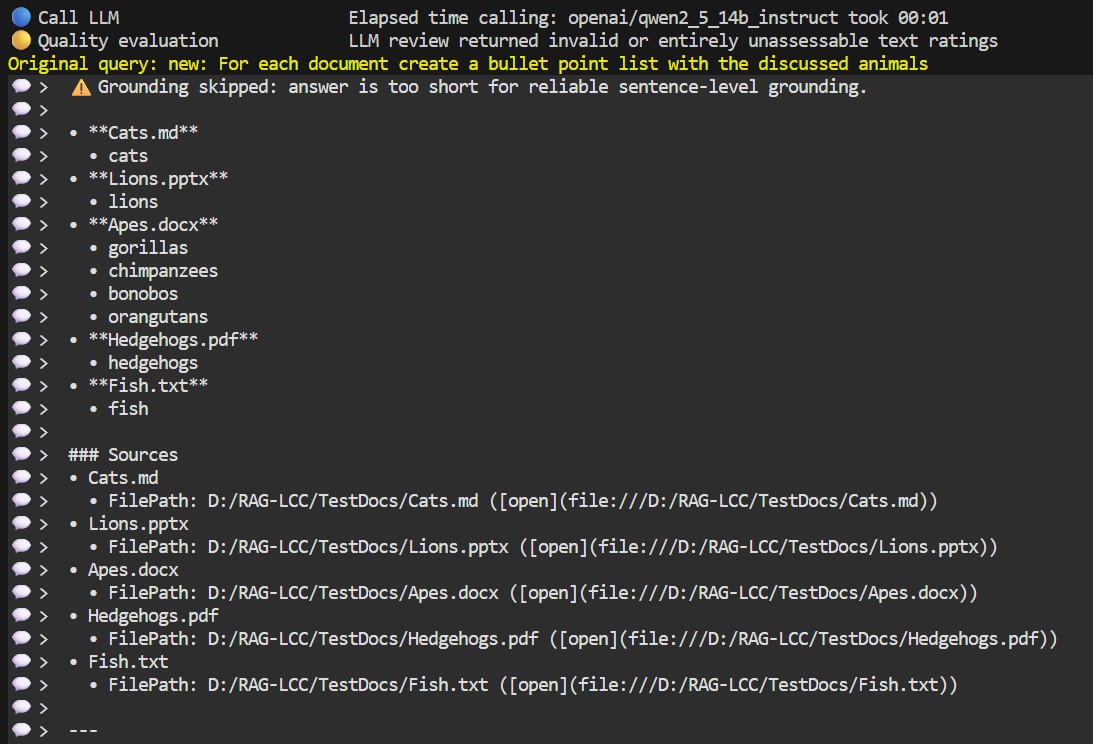 🔵 Call LLM Elapsed time calling: openai/qwen2_5_14b_instruct took 00:01
🟡 Quality evaluation LLM review returned invalid or entirely unassessable text ratings
Original query: new: For each document create a bullet point list with the discussed animals
💬 > ⚠️ Grounding skipped: answer is too short for reliable sentence-level grounding.
💬 >
💬 > • **Cats.md**
💬 > • cats
💬 > • **Lions.pptx**
💬 > • lions
💬 > • **Apes.docx**
💬 > • gorillas
💬 > • chimpanzees
💬 > • bonobos
💬 > • orangutans
💬 > • **Hedgehogs.pdf**
💬 > • hedgehogs
💬 > • **Fish.txt**
💬 > • fish
💬 >
💬 > ### Sources
💬 > • Cats.md
💬 > • FilePath: D:/RAG-LCC/TestDocs/Cats.md ([open](file:///D:/RAG-LCC/TestDocs/Cats.md))
💬 > • Lions.pptx
💬 > • FilePath: D:/RAG-LCC/TestDocs/Lions.pptx ([open](file:///D:/RAG-LCC/TestDocs/Lions.pptx))
💬 > • Apes.docx
💬 > • FilePath: D:/RAG-LCC/TestDocs/Apes.docx ([open](file:///D:/RAG-LCC/TestDocs/Apes.docx))
💬 > • Hedgehogs.pdf
💬 > • FilePath: D:/RAG-LCC/TestDocs/Hedgehogs.pdf ([open](file:///D:/RAG-LCC/TestDocs/Hedgehogs.pdf))
💬 > • Fish.txt
💬 > • FilePath: D:/RAG-LCC/TestDocs/Fish.txt ([open](file:///D:/RAG-LCC/TestDocs/Fish.txt))
💬 >
💬 > ---